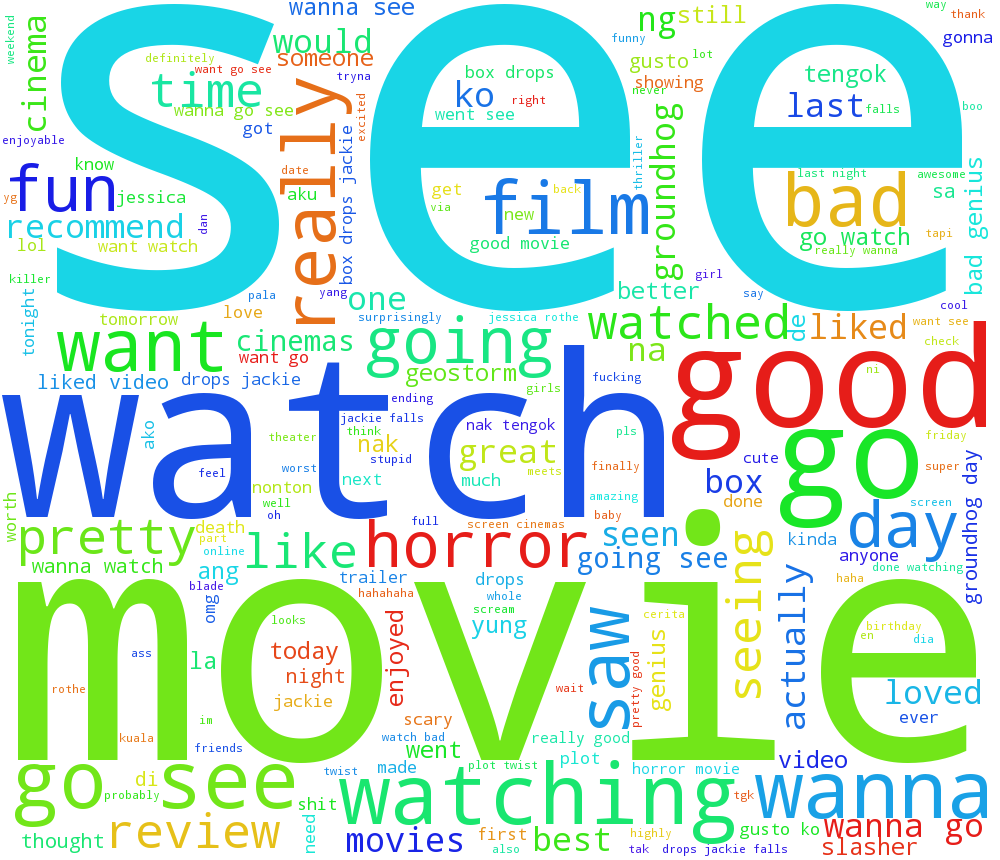 see
wanna see
would
someone
weekend
cinema
definitely
want go see
time
wanna go see
got
tryna
excited
really
box drops jackie
box drops
ko
right
went see
ng
still
funny
gusto
lot
showing
never
way
thank
gonna
tengok
last
falls
boo
enjoyable
know
fun
jessica
yg
recommend
dan
lol
want watch
killer
date
aku
get
via
film
new
back
good movie
thriller
groundhog
girl
last night
awesome
bad
sa
genius
go watch
tapi
really wanna
bad genius
tonight
tomorrow
pala
love
yang
one
surprisingly
jessica rothe
better
say
cool
want
cinemas
want go
going
watched
na
de
liked
want see
check
liked video
drops jackie
geostorm
girls
fucking
good
ni
watch
ako
ending
jackie falls
think
theater
nak
stupid
nak tengok
great
meets
pls
finally
go
friday
cute
super
feel
worst
nonton
next
much
amazing
box
done
worth
well
oh
full
screen cinemas
baby
screen
groundhog day
pretty
death
part
online
like
horror
seen
day
kinda
wanna watch
ang
trailer
hahahaha
going see
anyone
done watching
blade
omg
drops
whole
scream
yung
haha
movie
looks
ass
today
night
jackie
rothe
la
enjoyed
saw
cerita
genius
seeing
actually
birthday
en
dia
loved
ever
wait
pretty good
im
scary
kuala
friends
watch bad
really good
went
plot
plot twist
horror movie
video
go see
di
probably
twist
made
shit
watching
tgk
wanna
thought
review
need
movies
first
also
best
highly
tak
drops jackie falls
gusto ko
wanna go
slasher